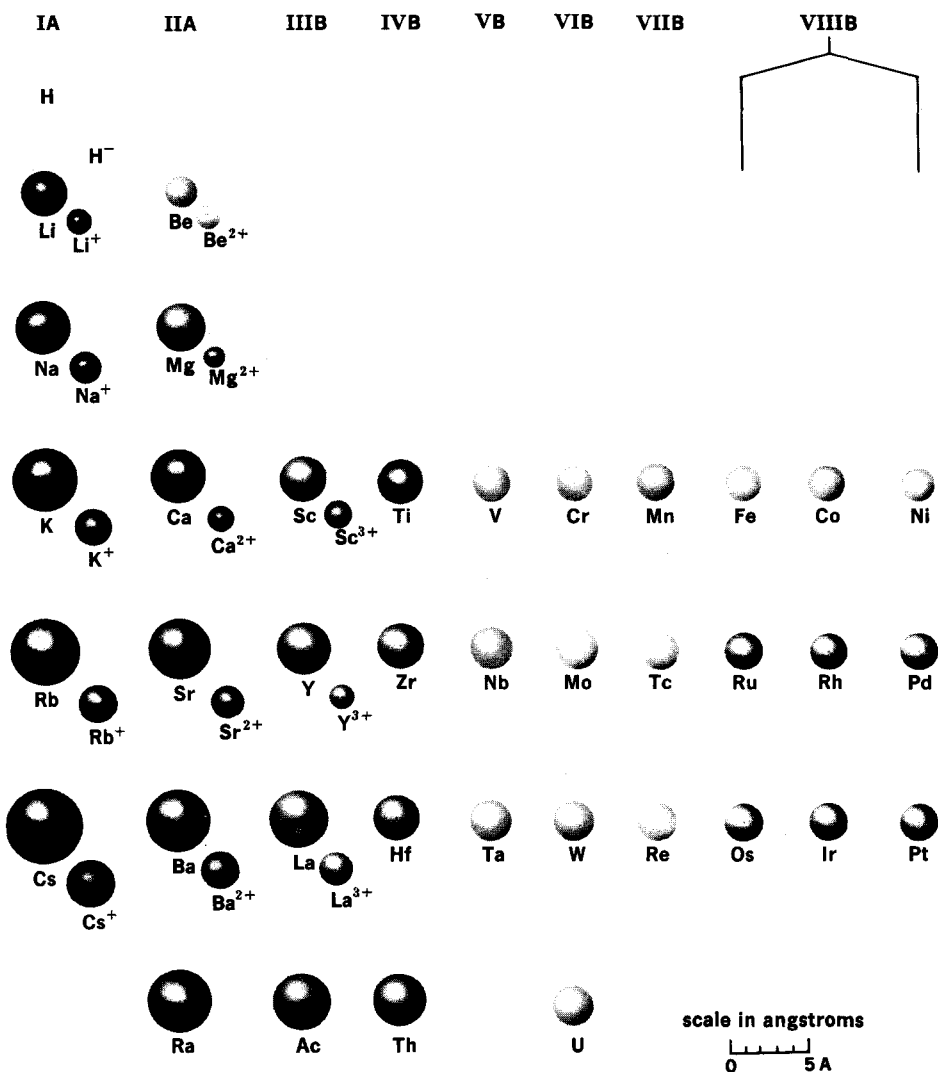 IA IIA IIIB IVB VB VIB VIIB VIIIB
H
H⁻
Li Be
Li⁺ Be²⁺
Na Mg
Na⁺ Mg²⁺
K Ca Sc Ti V Cr Mn Fe Co Ni
K⁺ Ca²⁺ Sc³⁺
Rb Sr Y Zr Nb Mo Tc Ru Rh Pd
Rb⁺ Sr²⁺ Y³⁺
Cs Ba La Hf Ta W Re Os Ir Pt
Cs⁺ Ba²⁺ La³⁺
Ra Ac Th U
scale in angstroms
0 5 A